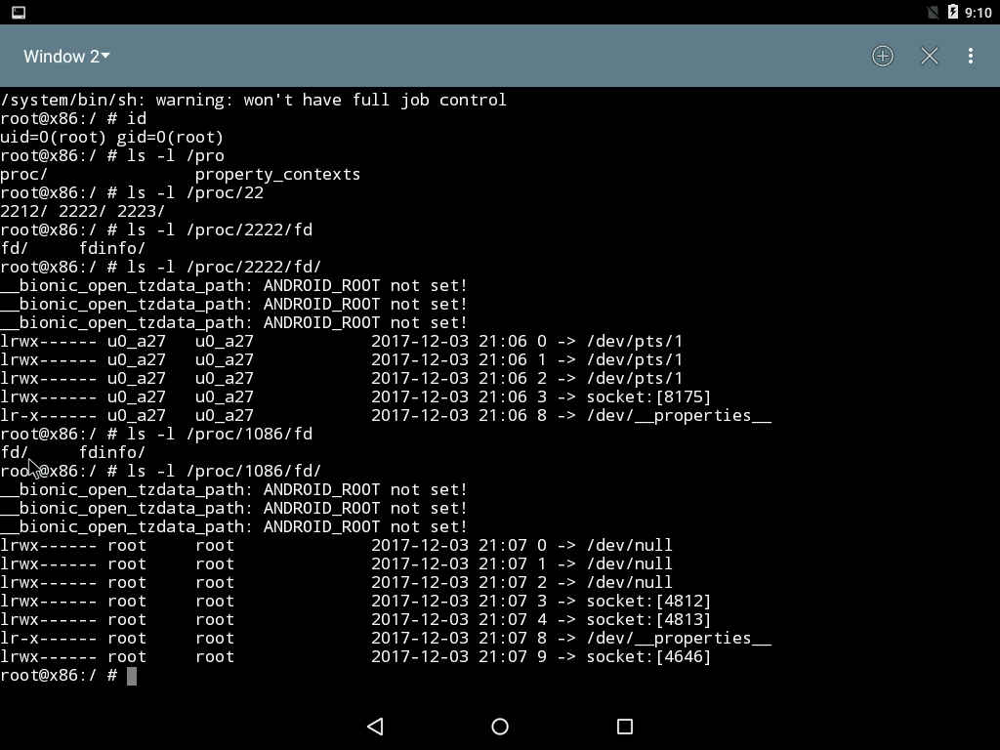 9:10
Window 2
/system/bin/sh: warning: won't have full job control
root@x86:/ # id
uid=0(root) gid=0(root)
root@x86:/ # ls -l /pro
proc/               property_contexts
root@x86:/ # ls -l /proc/22
2212/ 2222/ 2223/
root@x86:/ # ls -l /proc/2222/fd
fd/     fdinfo/
root@x86:/ # ls -l /proc/2222/fd/
__bionic_open_tzdata_path: ANDROID_ROOT not set!
__bionic_open_tzdata_path: ANDROID_ROOT not set!
__bionic_open_tzdata_path: ANDROID_ROOT not set!
lrwx------ u0_a27   u0_a27            2017-12-03 21:06 0 -> /dev/pts/1
lrwx------ u0_a27   u0_a27            2017-12-03 21:06 1 -> /dev/pts/1
lrwx------ u0_a27   u0_a27            2017-12-03 21:06 2 -> /dev/pts/1
lrwx------ u0_a27   u0_a27            2017-12-03 21:06 3 -> socket:[8175]
lr-x------ u0_a27   u0_a27            2017-12-03 21:06 8 -> /dev/__properties__
root@x86:/ # ls -l /proc/1086/fd
fd/     fdinfo/
root@x86:/ # ls -l /proc/1086/fd/
__bionic_open_tzdata_path: ANDROID_ROOT not set!
__bionic_open_tzdata_path: ANDROID_ROOT not set!
__bionic_open_tzdata_path: ANDROID_ROOT not set!
lrwx------ root     root              2017-12-03 21:07 0 -> /dev/null
lrwx------ root     root              2017-12-03 21:07 1 -> /dev/null
lrwx------ root     root              2017-12-03 21:07 2 -> /dev/null
lrwx------ root     root              2017-12-03 21:07 3 -> socket:[4812]
lrwx------ root     root              2017-12-03 21:07 4 -> socket:[4813]
lr-x------ root     root              2017-12-03 21:07 8 -> /dev/__properties__
lrwx------ root     root              2017-12-03 21:07 9 -> socket:[4646]
root@x86:/ #